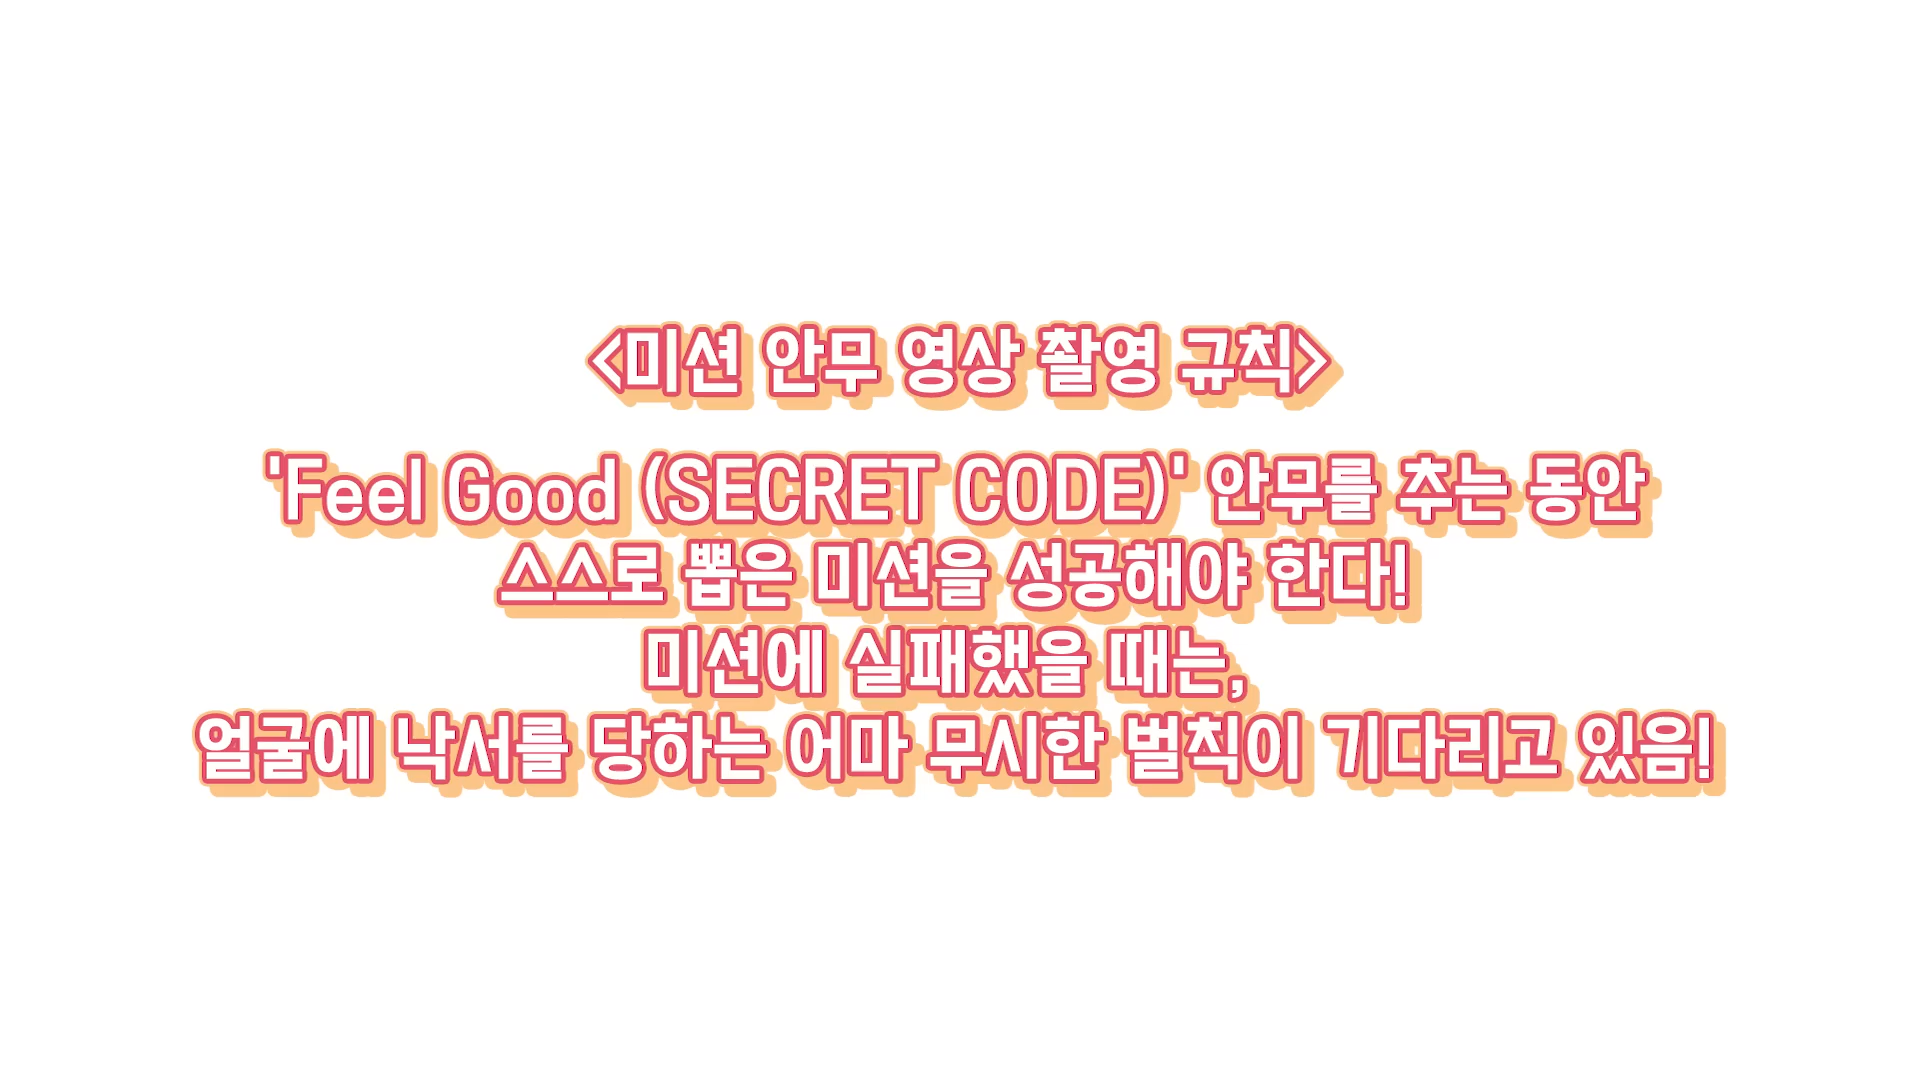 <미션 안무 영상 촬영 규칙>
'Feel Good (SECRET CODE)' 안무를 추는 동안
스스로 뽑은 미션을 성공해야 한다!
미션에 실패했을 때는,
얼굴에 낙서를 당하는 어마 무시한 벌칙이 기다리고 있음!